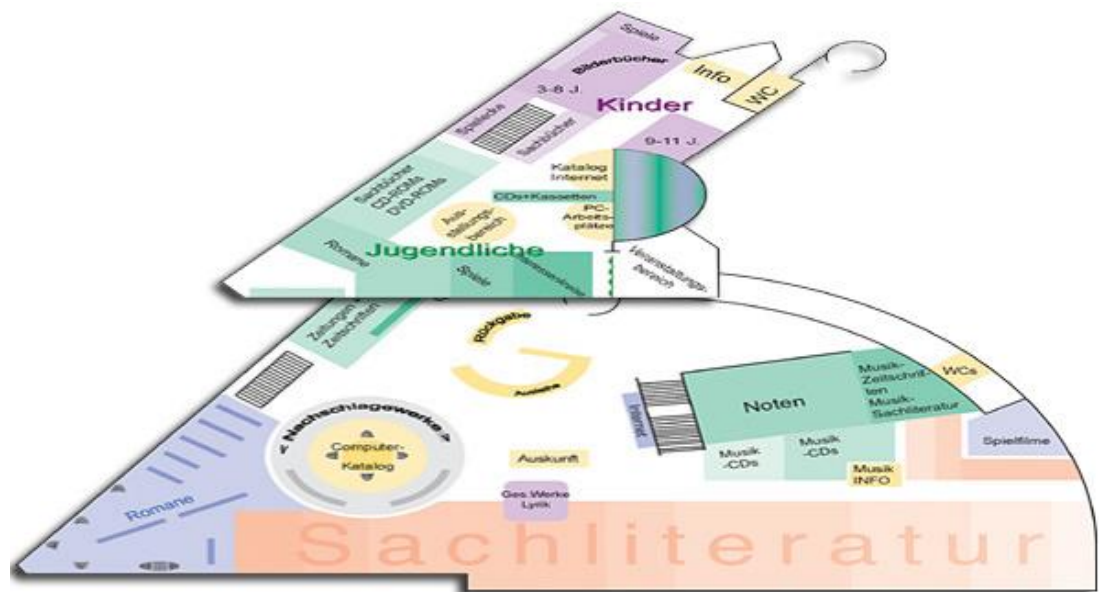 Spiele
Bilderbücher
3-8 J.
Kinder
Info
WC
Spielecke
Sachbücher
9-11 J.
Sachbücher
CD-ROMs
DVD-ROMs
Katalog
Internet
CDs+Kassetten
PC-
Arbeits-
plätze
Aus-
stellungs-
bereich
Jugendliche
Romane
Spiele
Interessenkreise
Veranstaltungs-
bereich
Zeitungen
Zeitschriften
Rückgabe
Ausleihe
Musik-
Zeitschrif-
ten
Musik-
Sachliteratur
WCs
Noten
Internet
Spielfilme
< Nachschlagewerke >
Computer-
Katalog
Musik
-CDs
Musik
-CDs
Musik
INFO
Auskunft
Ges.Werke
Lyrik
Romane
Sachliteratur